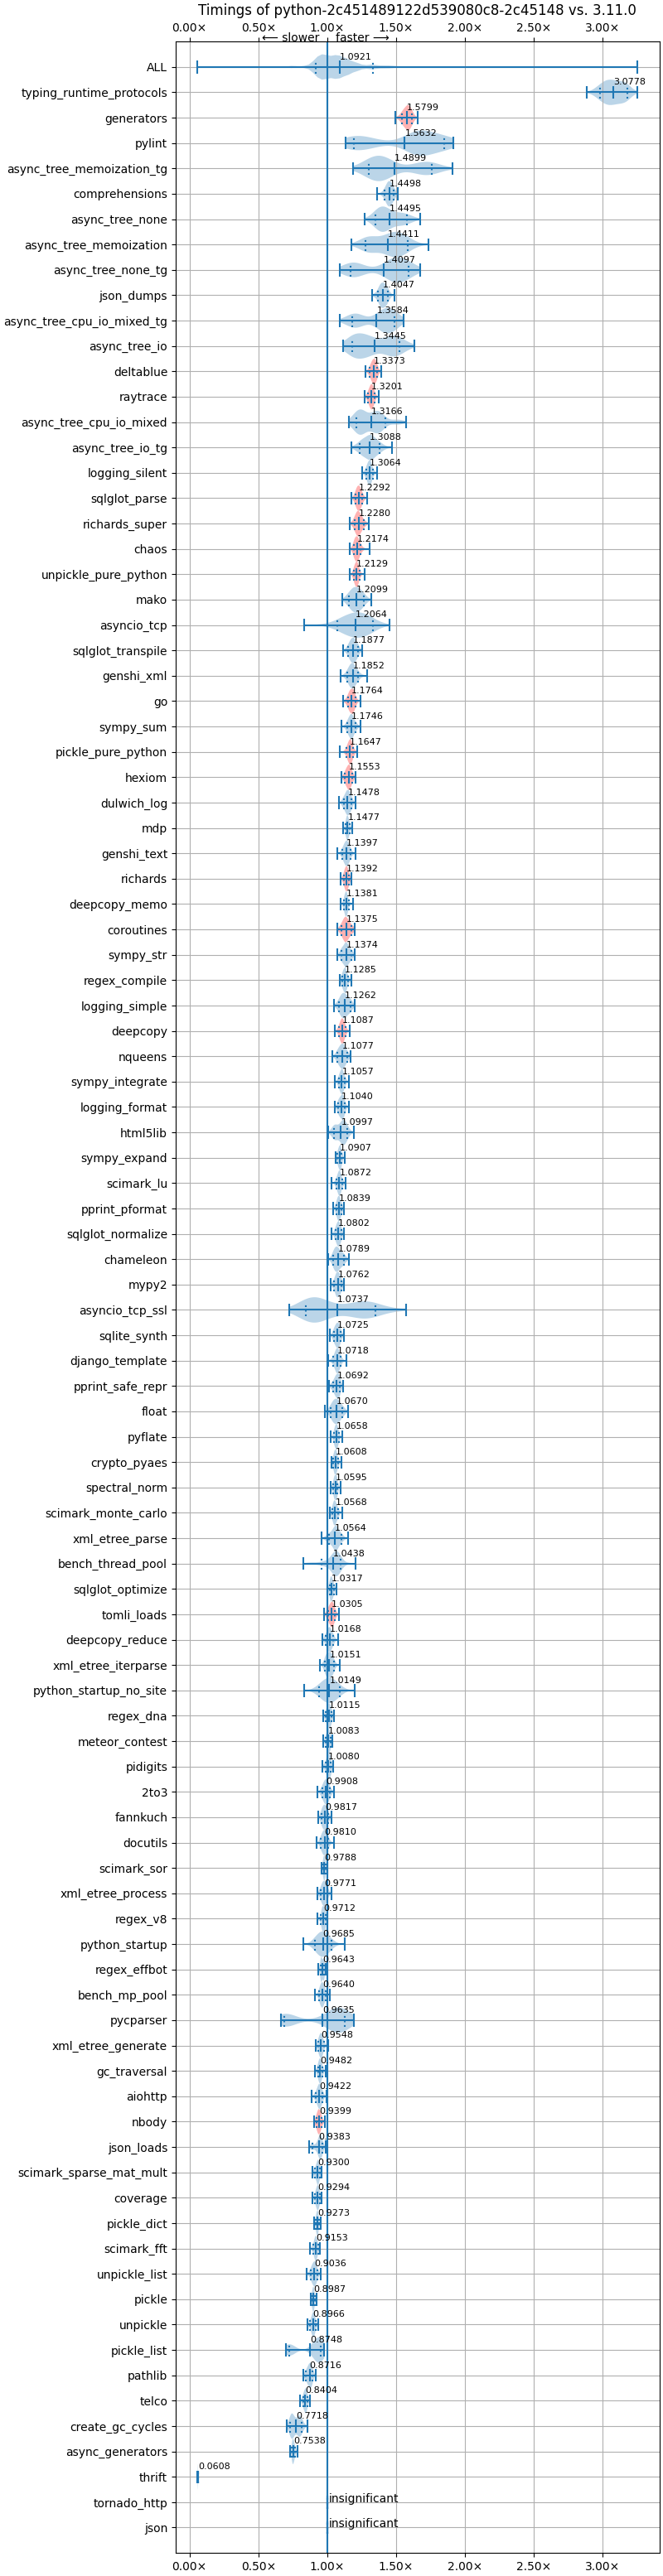 Timings of python-2c451489122d539080c8-2c45148 vs. 3.11.0
0.00× 0.50× 1.00× 1.50× 2.00× 2.50× 3.00×
⟵ slower faster ⟶
ALL 1.0921
typing_runtime_protocols 3.0778
generators 1.5799
pylint 1.5632
async_tree_memoization_tg 1.4899
comprehensions 1.4498
async_tree_none 1.4495
async_tree_memoization 1.4411
async_tree_none_tg 1.4097
json_dumps 1.4047
async_tree_cpu_io_mixed_tg 1.3584
async_tree_io 1.3445
deltablue 1.3373
raytrace 1.3201
async_tree_cpu_io_mixed 1.3166
async_tree_io_tg 1.3088
logging_silent 1.3064
sqlglot_parse 1.2292
richards_super 1.2280
chaos 1.2174
unpickle_pure_python 1.2129
mako 1.2099
asyncio_tcp 1.2064
sqlglot_transpile 1.1877
genshi_xml 1.1852
go 1.1764
sympy_sum 1.1746
pickle_pure_python 1.1647
hexiom 1.1553
dulwich_log 1.1478
mdp 1.1477
genshi_text 1.1397
richards 1.1392
deepcopy_memo 1.1381
coroutines 1.1375
sympy_str 1.1374
regex_compile 1.1285
logging_simple 1.1262
deepcopy 1.1087
nqueens 1.1077
sympy_integrate 1.1057
logging_format 1.1040
html5lib 1.0997
sympy_expand 1.0907
scimark_lu 1.0872
pprint_pformat 1.0839
sqlglot_normalize 1.0802
chameleon 1.0789
mypy2 1.0762
asyncio_tcp_ssl 1.0737
sqlite_synth 1.0725
django_template 1.0718
pprint_safe_repr 1.0692
float 1.0670
pyflate 1.0658
crypto_pyaes 1.0608
spectral_norm 1.0595
scimark_monte_carlo 1.0568
xml_etree_parse 1.0564
bench_thread_pool 1.0438
sqlglot_optimize 1.0317
tomli_loads 1.0305
deepcopy_reduce 1.0168
xml_etree_iterparse 1.0151
python_startup_no_site 1.0149
regex_dna 1.0115
meteor_contest 1.0083
pidigits 1.0080
2to3 0.9908
fannkuch 0.9817
docutils 0.9810
scimark_sor 0.9788
xml_etree_process 0.9771
regex_v8 0.9712
python_startup 0.9685
regex_effbot 0.9643
bench_mp_pool 0.9640
pycparser 0.9635
xml_etree_generate 0.9548
gc_traversal 0.9482
aiohttp 0.9422
nbody 0.9399
json_loads 0.9383
scimark_sparse_mat_mult 0.9300
coverage 0.9294
pickle_dict 0.9273
scimark_fft 0.9153
unpickle_list 0.9036
pickle 0.8987
unpickle 0.8966
pickle_list 0.8748
pathlib 0.8716
telco 0.8404
create_gc_cycles 0.7718
async_generators 0.7538
thrift 0.0608
tornado_http insignificant
json insignificant
0.00× 0.50× 1.00× 1.50× 2.00× 2.50× 3.00×